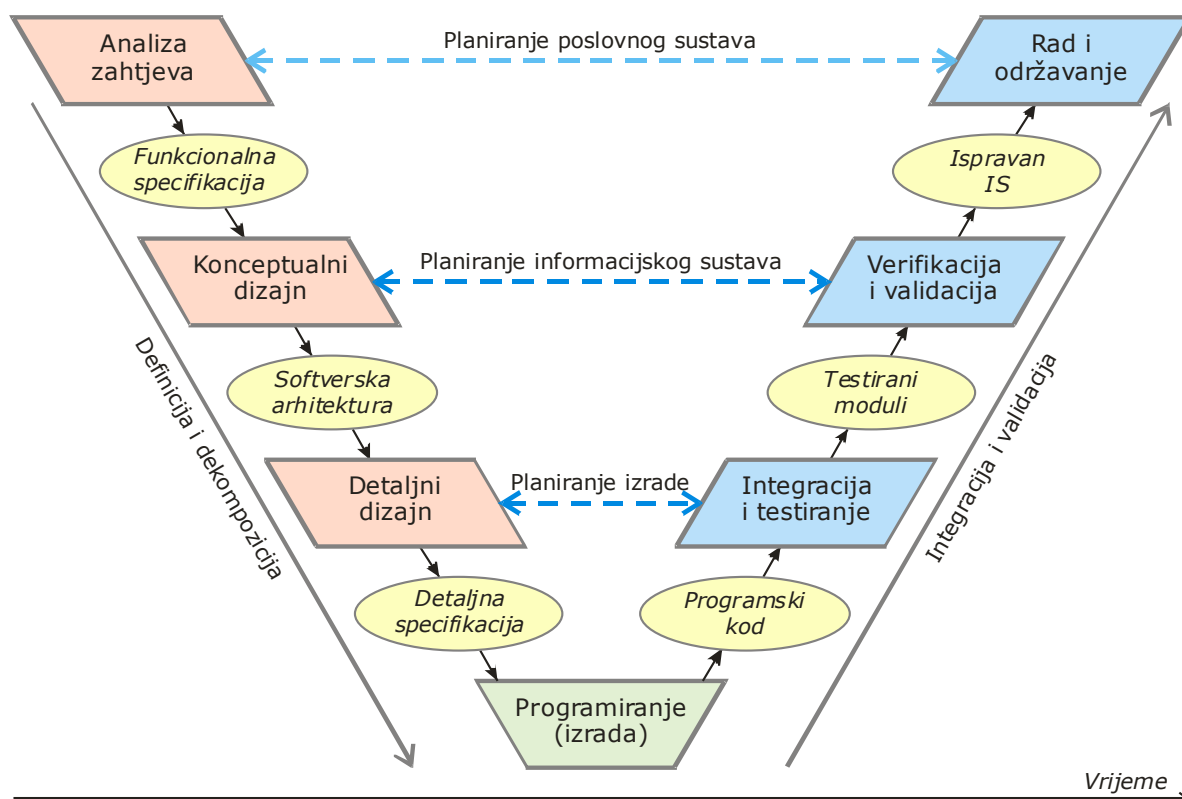 Analiza
zahtjeva
Planiranje poslovnog sustava
Rad i
održavanje
Funkcionalna
specifikacija
Ispravan
IS
Konceptualni
dizajn
Planiranje informacijskog sustava
Verifikacija
i validacija
Definicija i dekompozicija
Softverska
arhitektura
Testirani
moduli
Integracija i validacija
Detaljni
dizajn
Planiranje izrade
Integracija
i testiranje
Detaljna
specifikacija
Programski
kod
Programiranje
(izrada)
Vrijeme